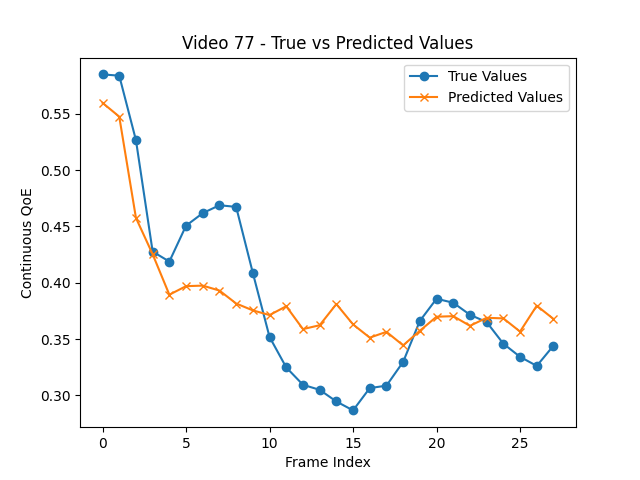 Video 77 - True vs Predicted Values
True Values
Predicted Values
0.55
0.50
0.45
0.40
0.35
0.30
Continuous QoE
0
5
10
15
20
25
Frame Index